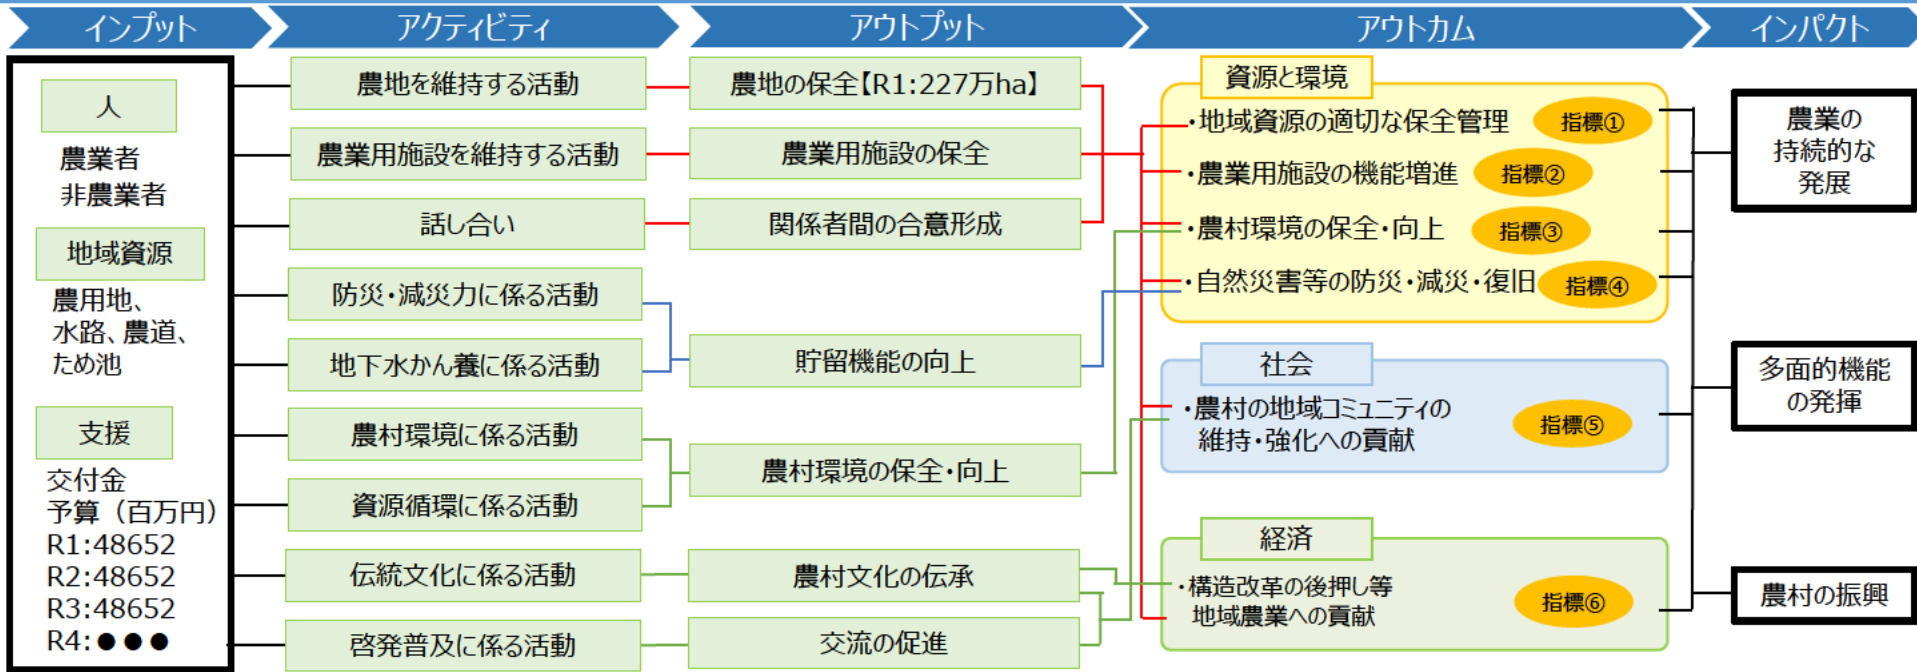 インプット
アクティビティ
アウトプット
アウトカム
インパクト
人
農業者
非農業者
地域資源
農用地、
水路、農道、
ため池
支援
交付金
予算（百万円）
R1:48652
R2:48652
R3:48652
R4:●●●
農地を維持する活動
農業用施設を維持する活動
話し合い
防災・減災力に係る活動
地下水かん養に係る活動
農村環境に係る活動
資源循環に係る活動
伝統文化に係る活動
啓発普及に係る活動
農地の保全【R1:227万ha】
農業用施設の保全
関係者間の合意形成
貯留機能の向上
農村環境の保全・向上
農村文化の伝承
交流の促進
資源と環境
・地域資源の適切な保全管理 指標①
・農業用施設の機能増進 指標②
・農村環境の保全・向上 指標③
・自然災害等の防災・減災・復旧 指標④
社会
・農村の地域コミュニティの
維持・強化への貢献
指標⑤
経済
・構造改革の後押し等
地域農業への貢献
指標⑥
農業の
持続的な
発展
多面的機能
の発揮
農村の振興